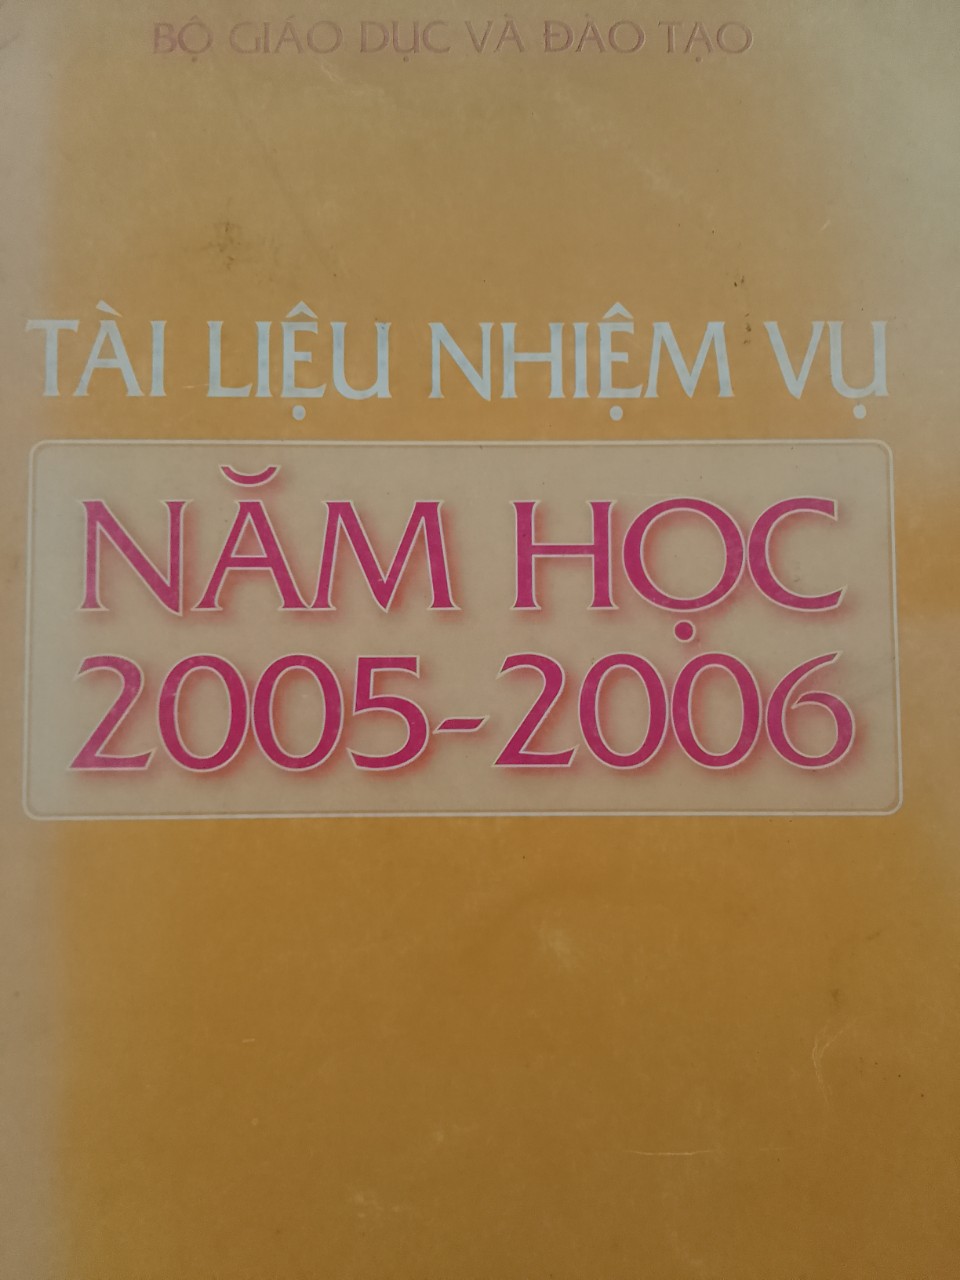 BỘ GIÁO DỤC VÀ ĐÀO TẠO
TÀI LIỆU NHIỆM VỤ
NĂM HỌC
2005-2006